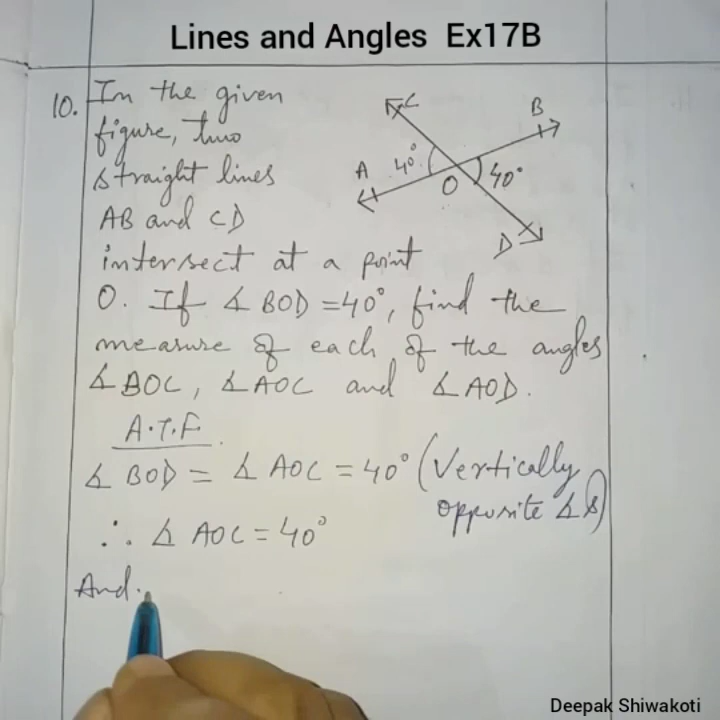 Lines and Angles Ex17B
10. In the given
figure, two
straight lines
AB and CD
intersect at a point
O. If ∡ BOD = 40°, find the
measure of each of the angles
∡BOC, ∡AOC and ∡AOD.
C
B
A
40°
O
40°
D
A.T.F.
∡ BOD = ∡ AOC = 40° (Vertically
opposite ∡s)
∴ ∡ AOC = 40°
And.
Deepak Shiwakoti